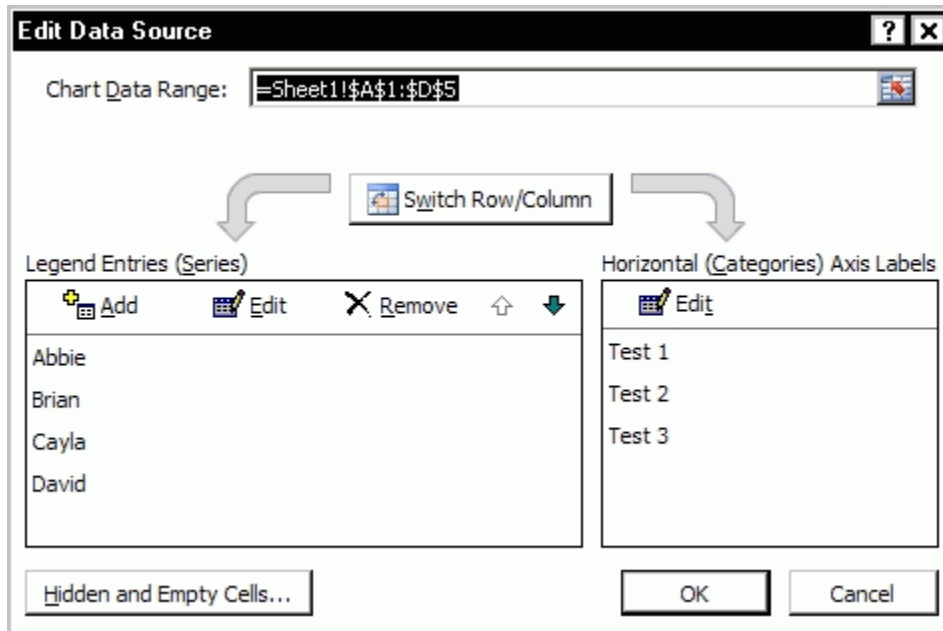 Edit Data Source
Chart Data Range: =Sheet1!$A$1:$D$5
Switch Row/Column
Legend Entries (Series)
Add Edit Remove
Abbie
Brian
Cayla
David
Horizontal (Categories) Axis Labels
Edit
Test 1
Test 2
Test 3
Hidden and Empty Cells...
OK Cancel